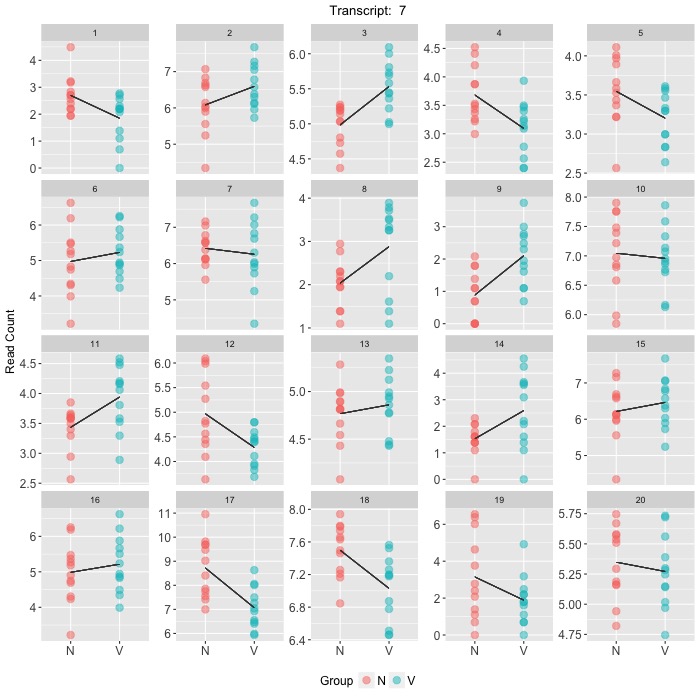 Transcript: 7
1 2 3 4 5
4 3 2 1 0
7 6 5
6.0 5.5 5.0 4.5
4.5 4.0 3.5 3.0 2.5
4.0 3.5 3.0 2.5
6 7 8 9 10
6 5 4
7 6 5
4 3 2 1
3 2 1 0
8.0 7.5 7.0 6.5 6.0
Read Count
11 12 13 14 15
4.5 4.0 3.5 3.0 2.5
6.0 5.5 5.0 4.5 4.0
5.0 4.5
4 3 2 1 0
7 6 5
16 17 18 19 20
6 5 4
11 10 9 8 7 6
8.0 7.6 7.2 6.8 6.4
6 4 2 0
5.75 5.50 5.25 5.00 4.75
N V N V N V N V N V
Group N V